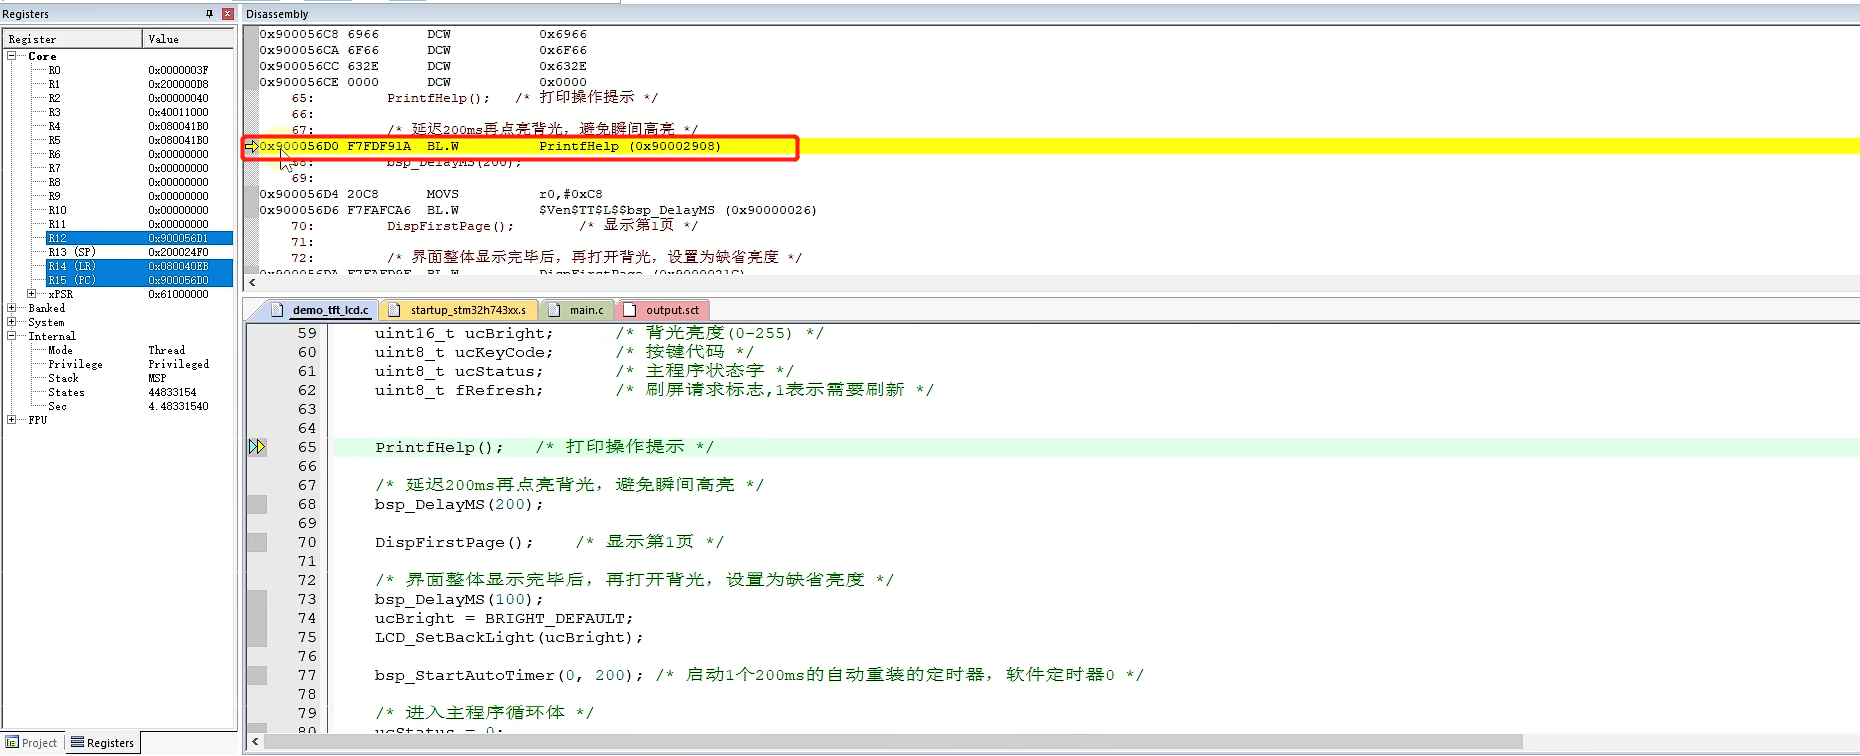 Registers
Register Value
Core
R0 0x0000003F
R1 0x200000D8
R2 0x00000040
R3 0x40011000
R4 0x080041B0
R5 0x080041B0
R6 0x00000000
R7 0x00000000
R8 0x00000000
R9 0x00000000
R10 0x00000000
R11 0x00000000
R12 0x900056D1
R13 (SP) 0x200024F0
R14 (LR) 0x080040EB
R15 (PC) 0x900056D0
xPSR 0x61000000
Banked
System
Internal
Mode Thread
Privilege Privileged
Stack MSP
States 44833154
Sec 4.48331540
FPU
Project Registers
Disassembly
0x900056C8 6966 DCW 0x6966
0x900056CA 6F66 DCW 0x6F66
0x900056CC 632E DCW 0x632E
0x900056CE 0000 DCW 0x0000
65: PrintfHelp(); /* 打印操作提示 */
66:
67: /* 延迟200ms再点亮背光，避免瞬间高亮 */
0x900056D0 F7FDF91A BL.W PrintfHelp (0x90002908)
68: bsp_DelayMS(200);
69:
0x900056D4 20C8 MOVS r0,#0xC8
0x900056D6 F7FAFCA6 BL.W $Ven$TT$L$$bsp_DelayMS (0x90000026)
70: DispFirstPage(); /* 显示第1页 */
71:
72: /* 界面整体显示完毕后，再打开背光，设置为缺省亮度 */
0x900056DA F7FAFD9F BL.W DispFirstPage (0x9000021C)
demo_tft_lcd.c startup_stm32h743xx.s main.c output.sct
59 uint16_t ucBright; /* 背光亮度(0-255) */
60 uint8_t ucKeyCode; /* 按键代码 */
61 uint8_t ucStatus; /* 主程序状态字 */
62 uint8_t fRefresh; /* 刷屏请求标志,1表示需要刷新 */
63
64
65 PrintfHelp(); /* 打印操作提示 */
66
67 /* 延迟200ms再点亮背光，避免瞬间高亮 */
68 bsp_DelayMS(200);
69
70 DispFirstPage(); /* 显示第1页 */
71
72 /* 界面整体显示完毕后，再打开背光，设置为缺省亮度 */
73 bsp_DelayMS(100);
74 ucBright = BRIGHT_DEFAULT;
75 LCD_SetBackLight(ucBright);
76
77 bsp_StartAutoTimer(0, 200); /* 启动1个200ms的自动重装的定时器，软件定时器0 */
78
79 /* 进入主程序循环体 */
80 ucStatus = 0;